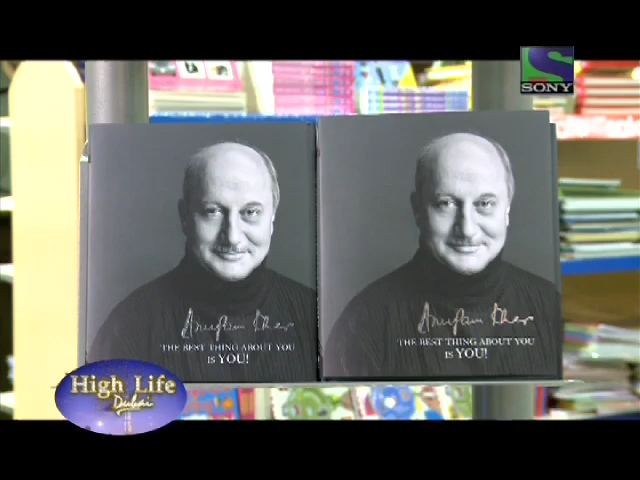 SONY
Anupam Kher
THE BEST THING ABOUT YOU
IS YOU!
Anupam Kher
THE BEST THING ABOUT YOU
IS YOU!
High Life
Dubai